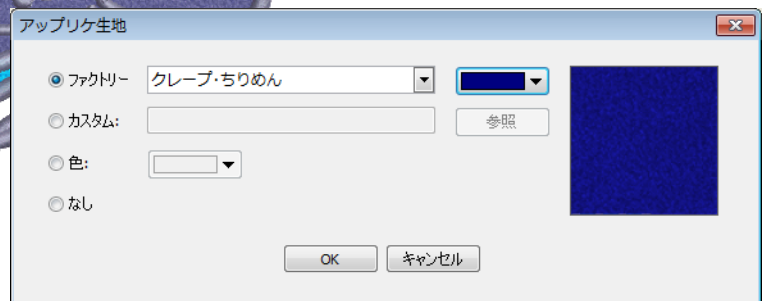 アップリケ生地
ファクトリー クレープ・ちりめん
カスタム: 参照
色:
なし
OK キャンセル